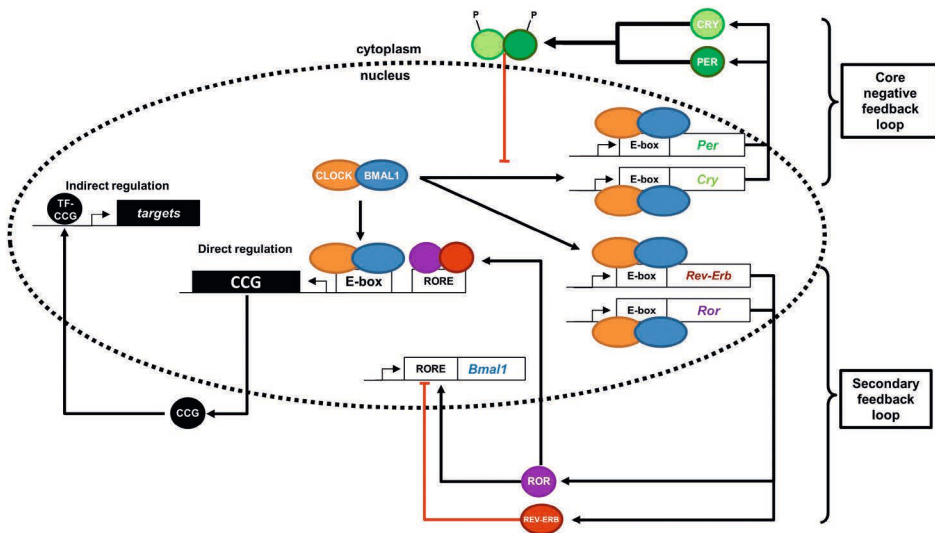 P
P
CRY
PER
cytoplasm
nucleus
Core
negative
feedback
loop
E-box
Per
E-box
Cry
CLOCK
BMAL1
Indirect regulation
TF-
CCG
targets
Direct regulation
CCG
E-box
RORE
E-box
Rev-Erb
E-box
Ror
RORE
Bmal1
Secondary
feedback
loop
CCG
ROR
REV-ERB